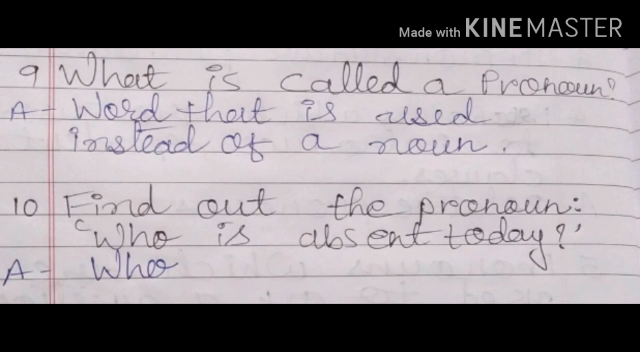 Made with KINEMASTER
9 What is called a Pronoun?
A- Word that is used
instead of a noun.
10 Find out the pronoun:
'Who is absent today?'
A- Who